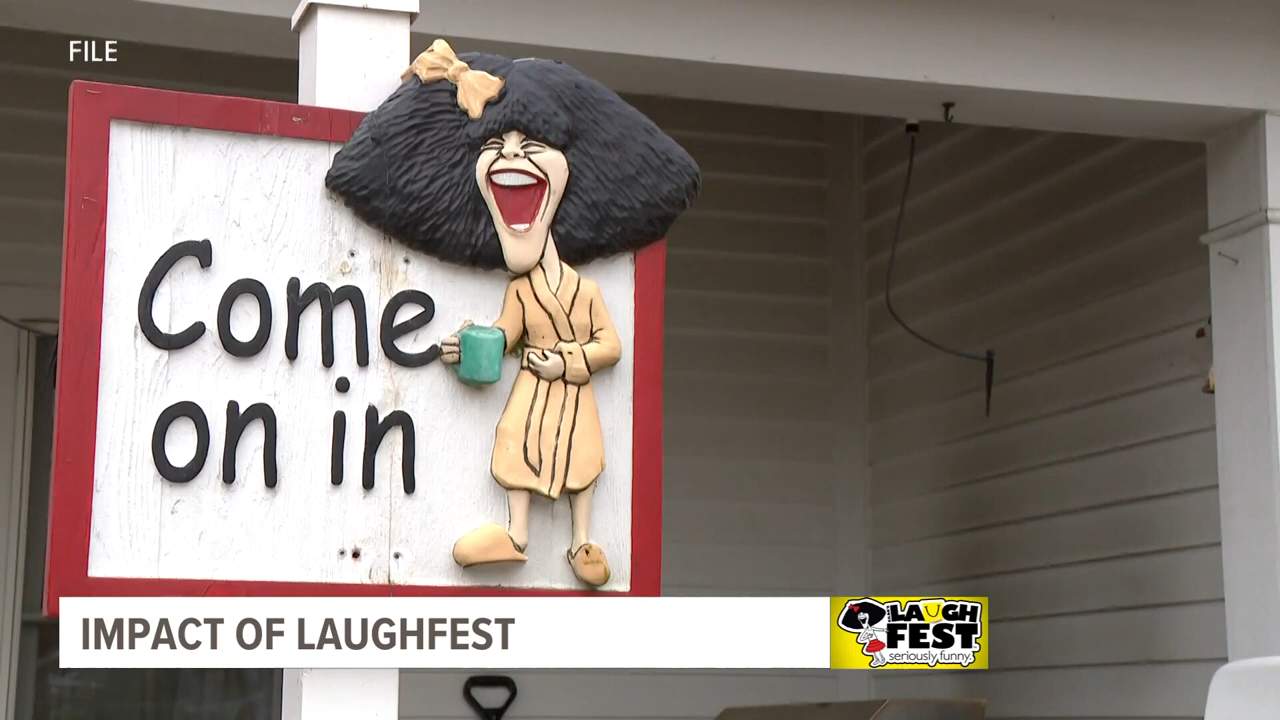 FILE
Come
on in
IMPACT OF LAUGHFEST
LAUGH
FEST
seriously funny.